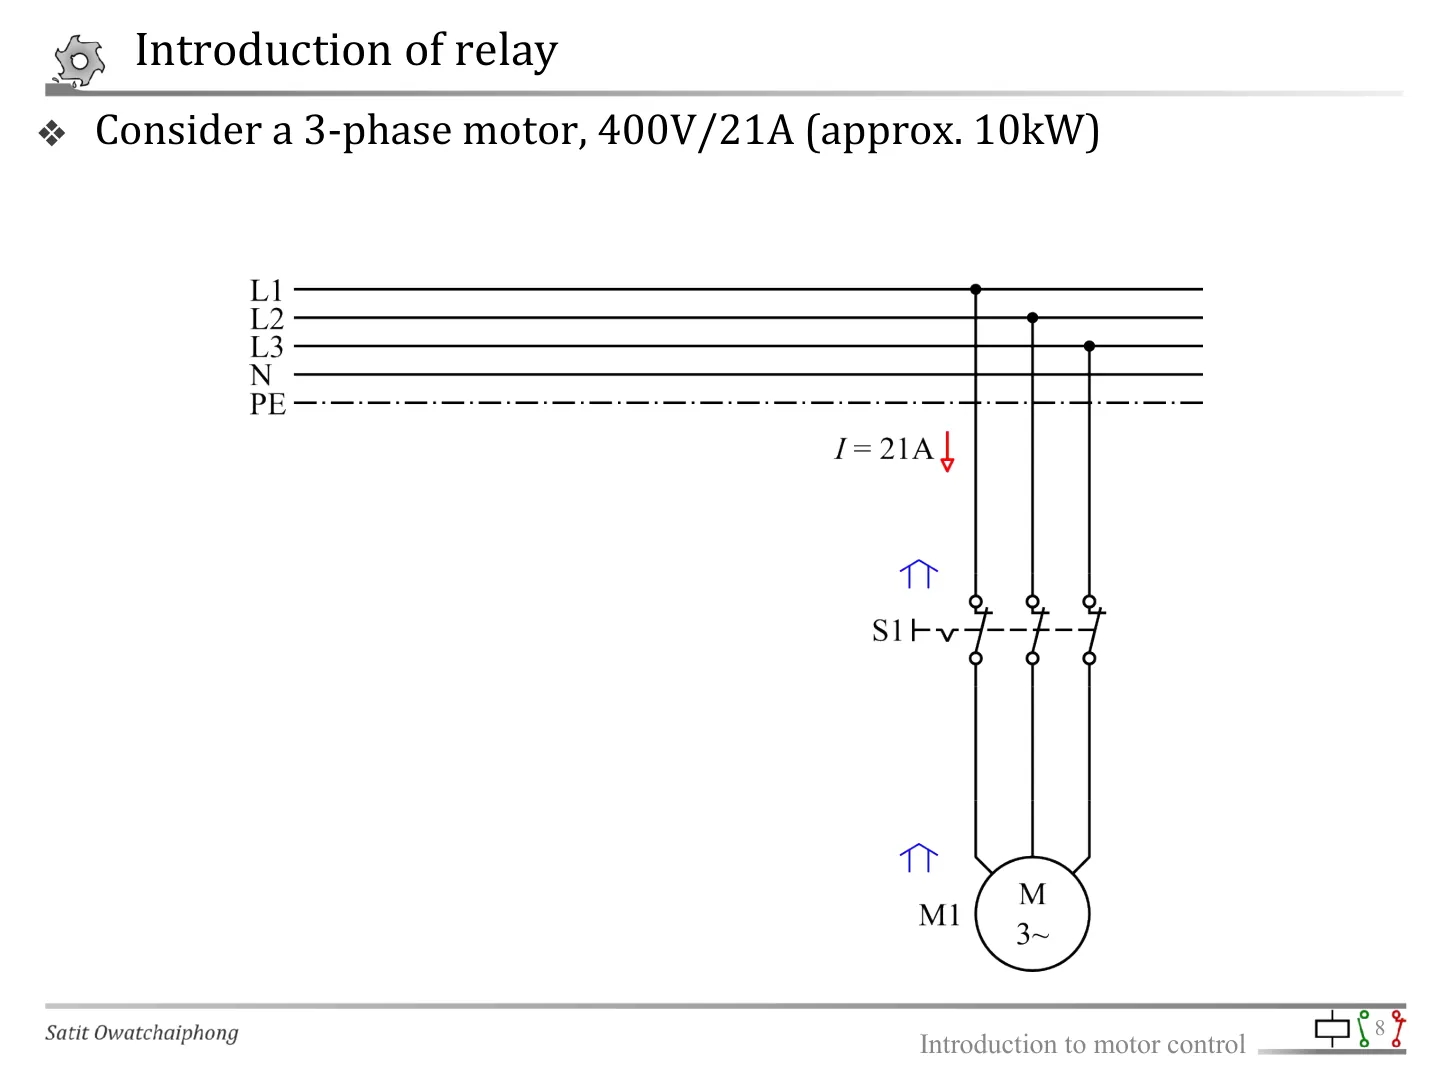 Introduction of relay
❖ Consider a 3-phase motor, 400V/21A (approx. 10kW)
L1
L2
L3
N
PE
I = 21A
S1
M
M1
3~
Satit Owatchaiphong
Introduction to motor control
8